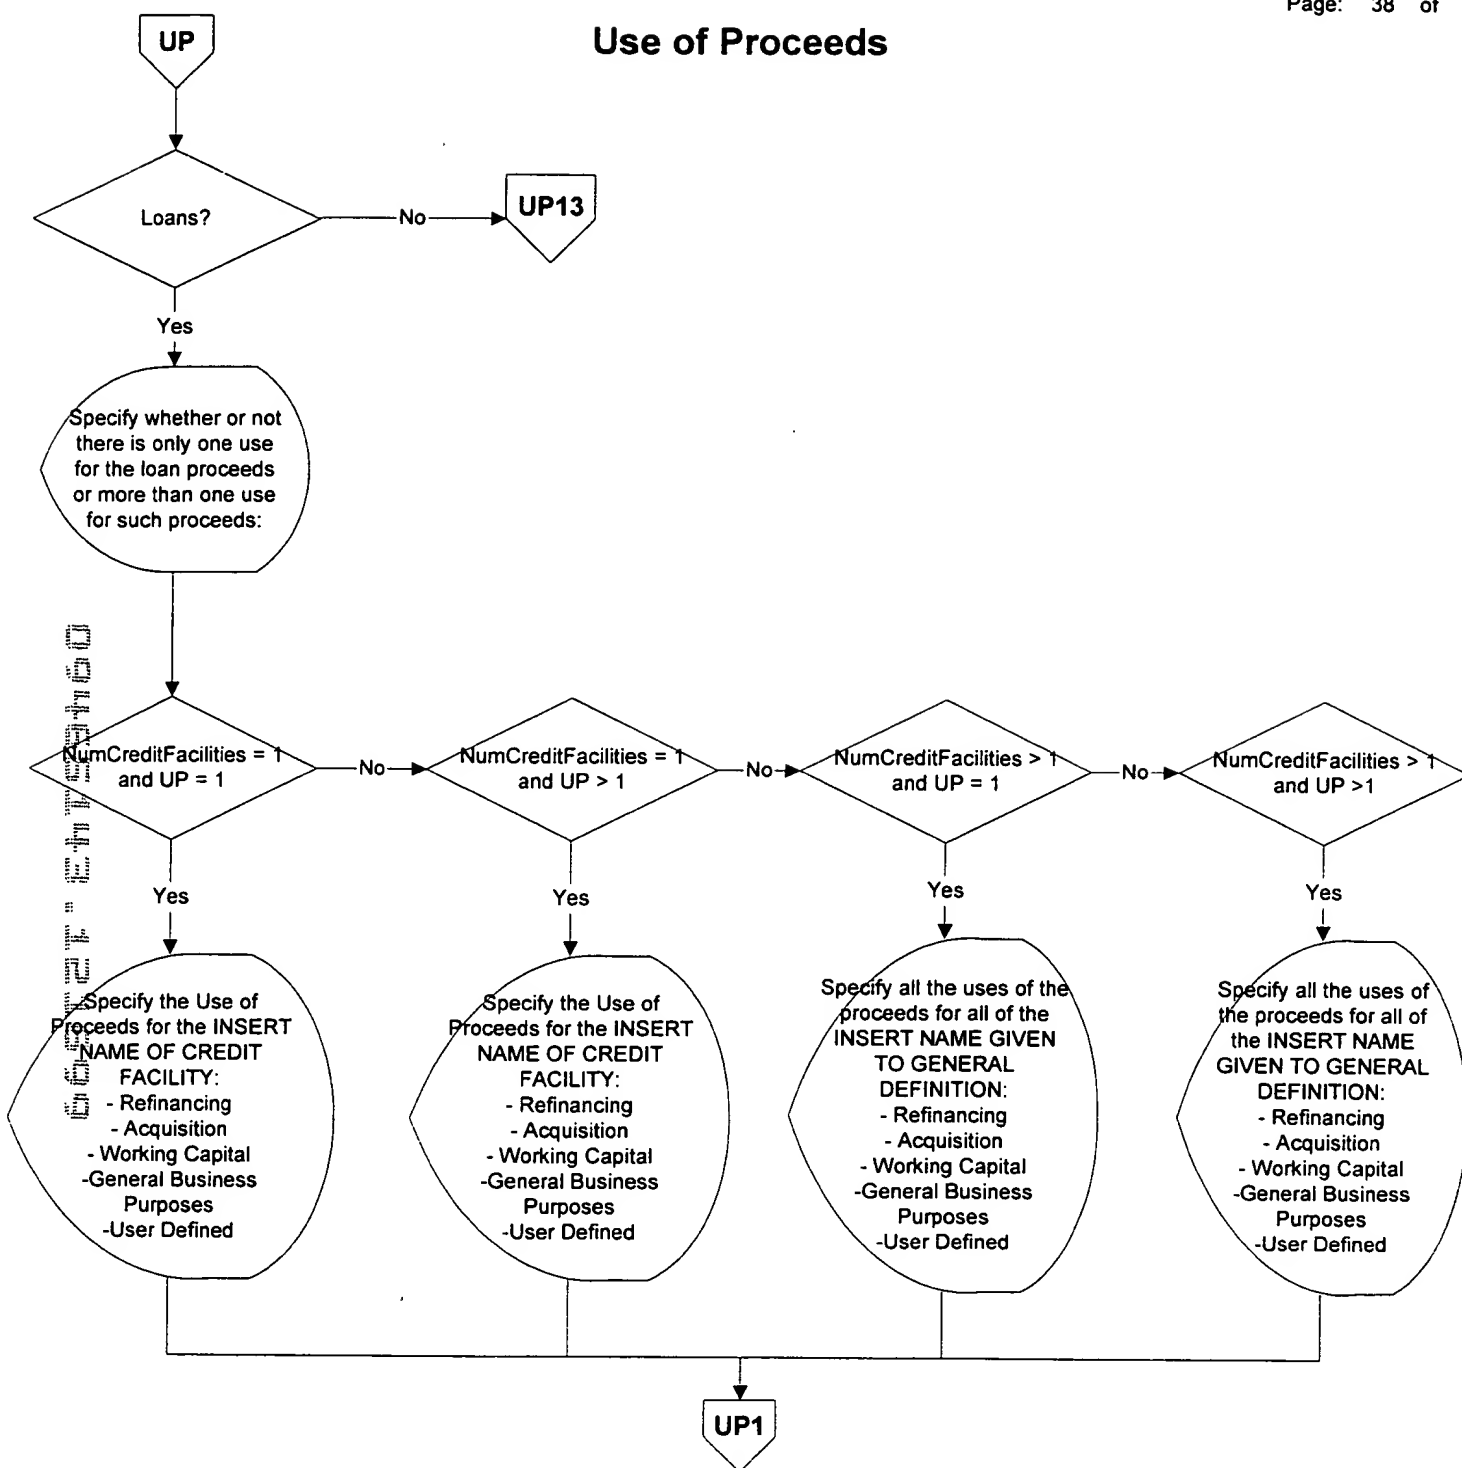 Page: 38 of
Use of Proceeds
UP
Loans?
No
UP13
Yes
Specify whether or not
there is only one use
for the loan proceeds
or more than one use
for such proceeds:
NumCreditFacilities = 1
and UP = 1
No
NumCreditFacilities = 1
and UP > 1
No
NumCreditFacilities > 1
and UP = 1
No
NumCreditFacilities > 1
and UP >1
Yes
Yes
Yes
Yes
Specify the Use of
Proceeds for the INSERT
NAME OF CREDIT
FACILITY:
- Refinancing
- Acquisition
- Working Capital
-General Business
Purposes
-User Defined
Specify the Use of
Proceeds for the INSERT
NAME OF CREDIT
FACILITY:
- Refinancing
- Acquisition
- Working Capital
-General Business
Purposes
-User Defined
Specify all the uses of the
proceeds for all of the
INSERT NAME GIVEN
TO GENERAL
DEFINITION:
- Refinancing
- Acquisition
- Working Capital
-General Business
Purposes
-User Defined
Specify all the uses of
the proceeds for all of
the INSERT NAME
GIVEN TO GENERAL
DEFINITION:
- Refinancing
- Acquisition
- Working Capital
-General Business
Purposes
-User Defined
UP1